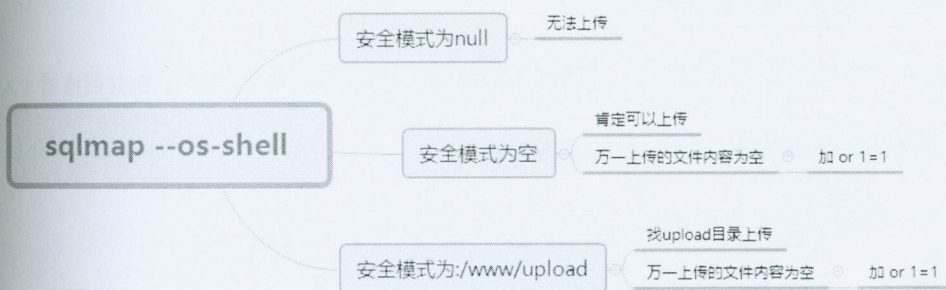 sqlmap --os-shell
安全模式为null
无法上传
安全模式为空
肯定可以上传
万一上传的文件内容为空
加 or 1=1
安全模式为:/www/upload
找upload目录上传
万一上传的文件内容为空
加 or 1=1